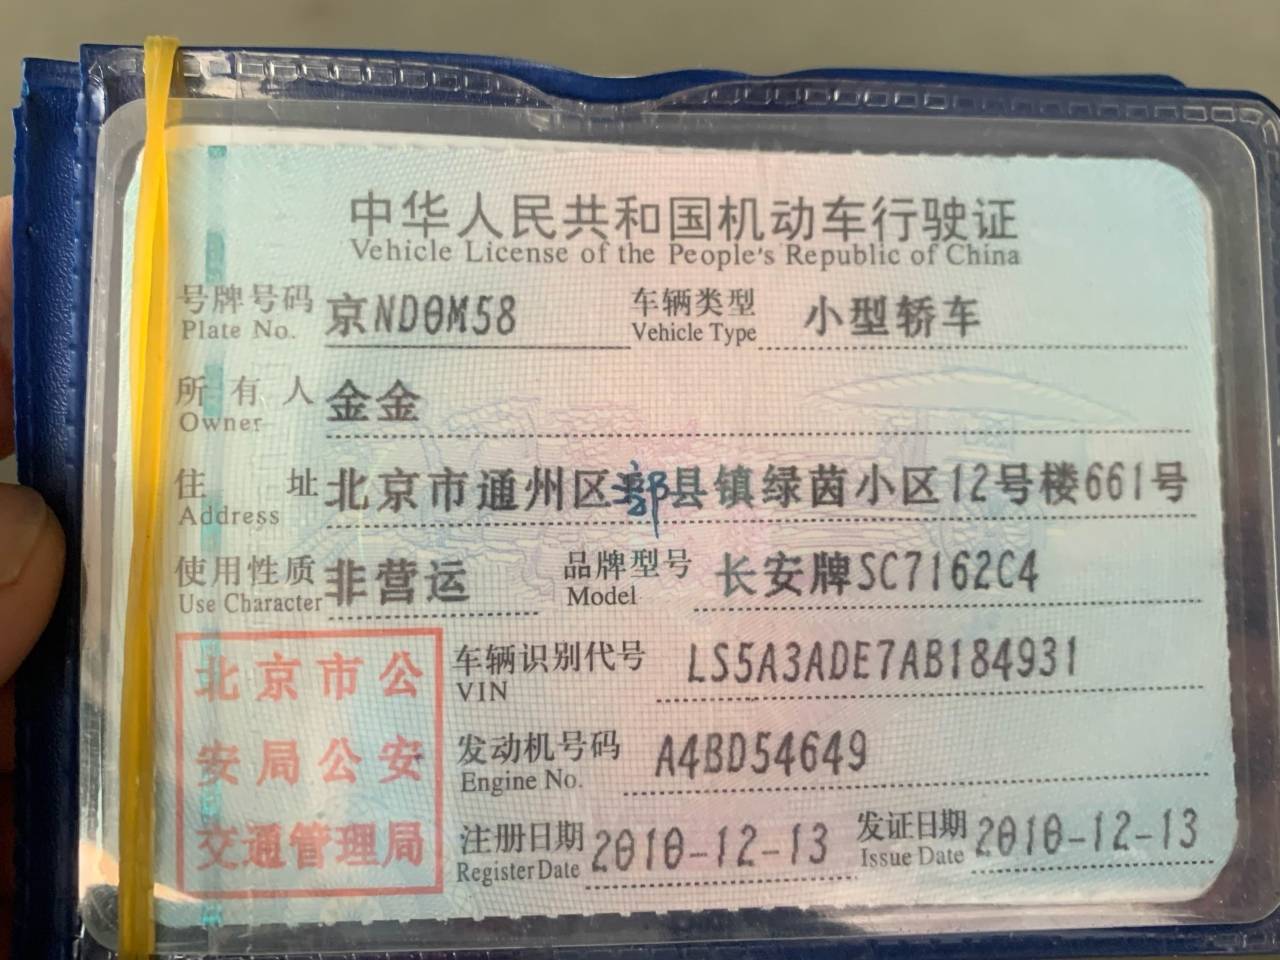 中华人民共和国机动车行驶证
Vehicle License of the People's Republic of China
号牌号码 京ND0M58 车辆类型 小型轿车
Plate No. Vehicle Type
所有人 金金
Owner
住址 北京市通州区郭县镇绿茵小区12号楼661号
Address
使用性质 非营运 品牌型号 长安牌SC7162C4
Use Character Model
北京市公
安局公安
交通管理局
车辆识别代号 LS5A3ADE7AB184931
VIN
发动机号码 A4BD54649
Engine No.
注册日期 2010-12-13 发证日期 2010-12-13
Register Date Issue Date